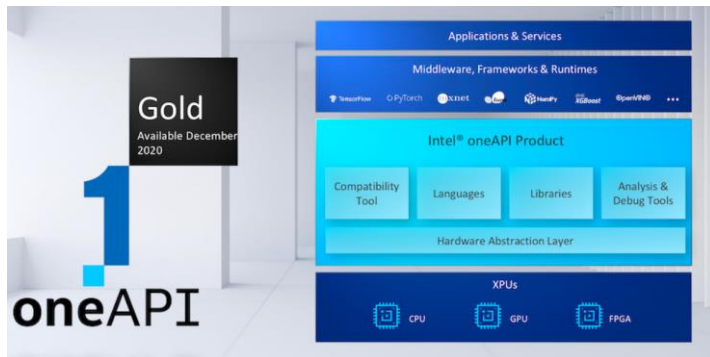 Gold
Available December
2020
oneAPI
Applications & Services
Middleware, Frameworks & Runtimes
TensorFlow PyTorch mxnet learn NumPy XGBoost OpenVINO ...
Intel® oneAPI Product
Compatibility
Tool
Languages
Libraries
Analysis &
Debug Tools
Hardware Abstraction Layer
XPUs
CPU GPU FPGA